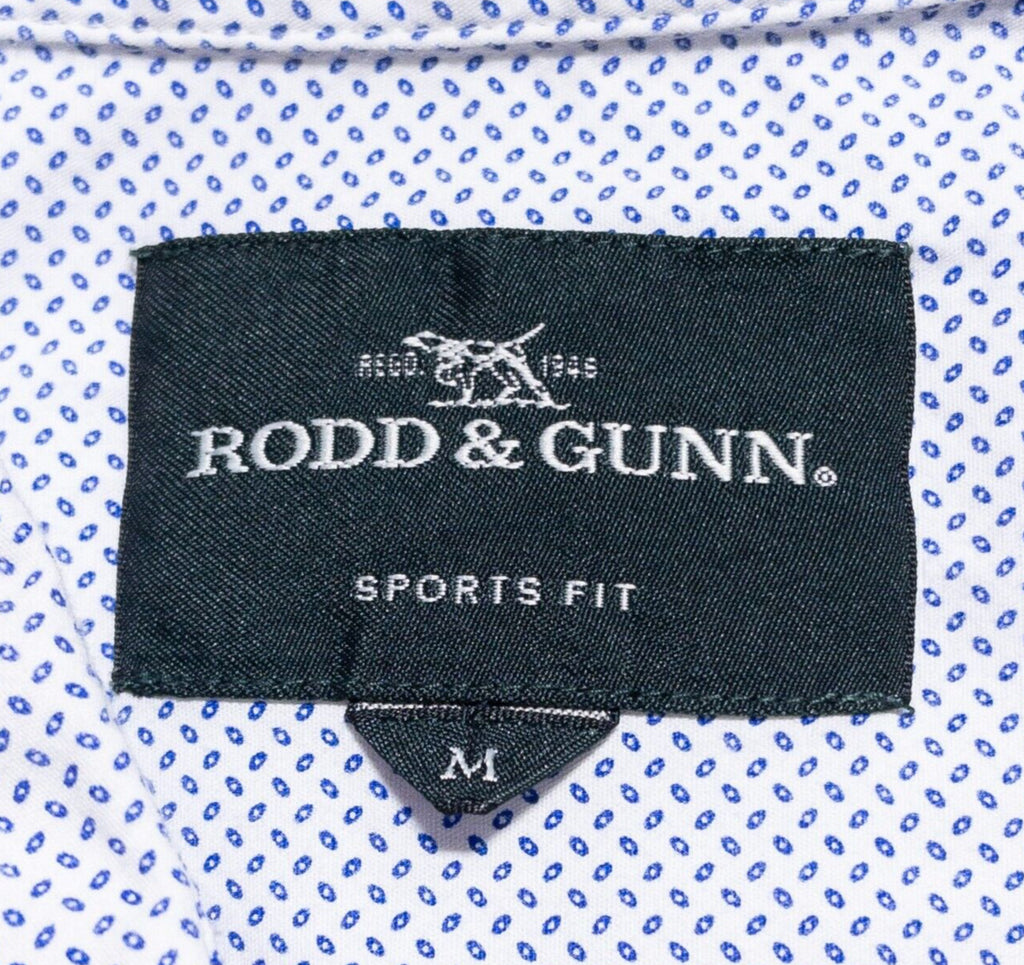 REGD. 1946
RODD & GUNN®
SPORTS FIT
M